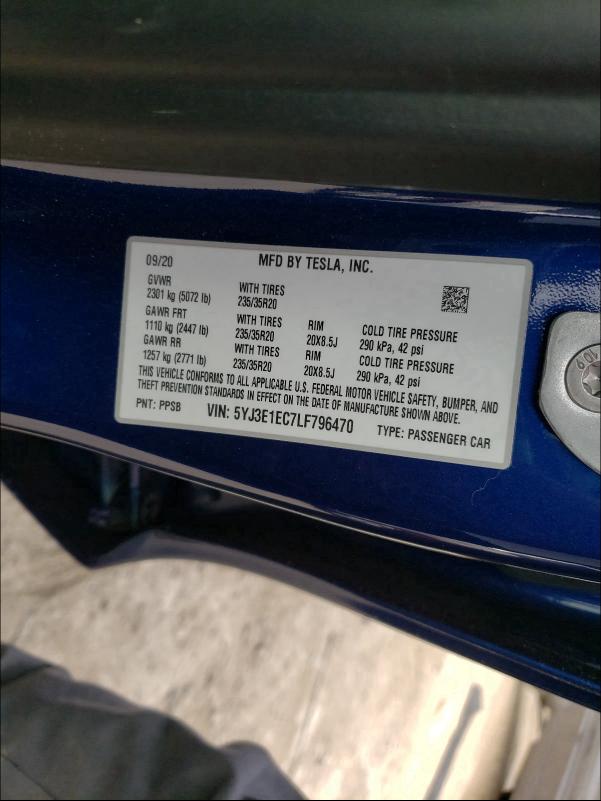 09/20 MFD BY TESLA, INC.
GVWR
2301 kg (5072 lb) WITH TIRES 235/35R20
GAWR FRT
1110 kg (2447 lb) WITH TIRES 235/35R20 RIM 20X8.5J COLD TIRE PRESSURE 290 kPa, 42 psi
GAWR RR
1257 kg (2771 lb) WITH TIRES 235/35R20 RIM 20X8.5J COLD TIRE PRESSURE 290 kPa, 42 psi
THIS VEHICLE CONFORMS TO ALL APPLICABLE U.S. FEDERAL MOTOR VEHICLE SAFETY, BUMPER, AND
THEFT PREVENTION STANDARDS IN EFFECT ON THE DATE OF MANUFACTURE SHOWN ABOVE.
PNT: PPSB VIN: 5YJ3E1EC7LF796470 TYPE: PASSENGER CAR
10.9